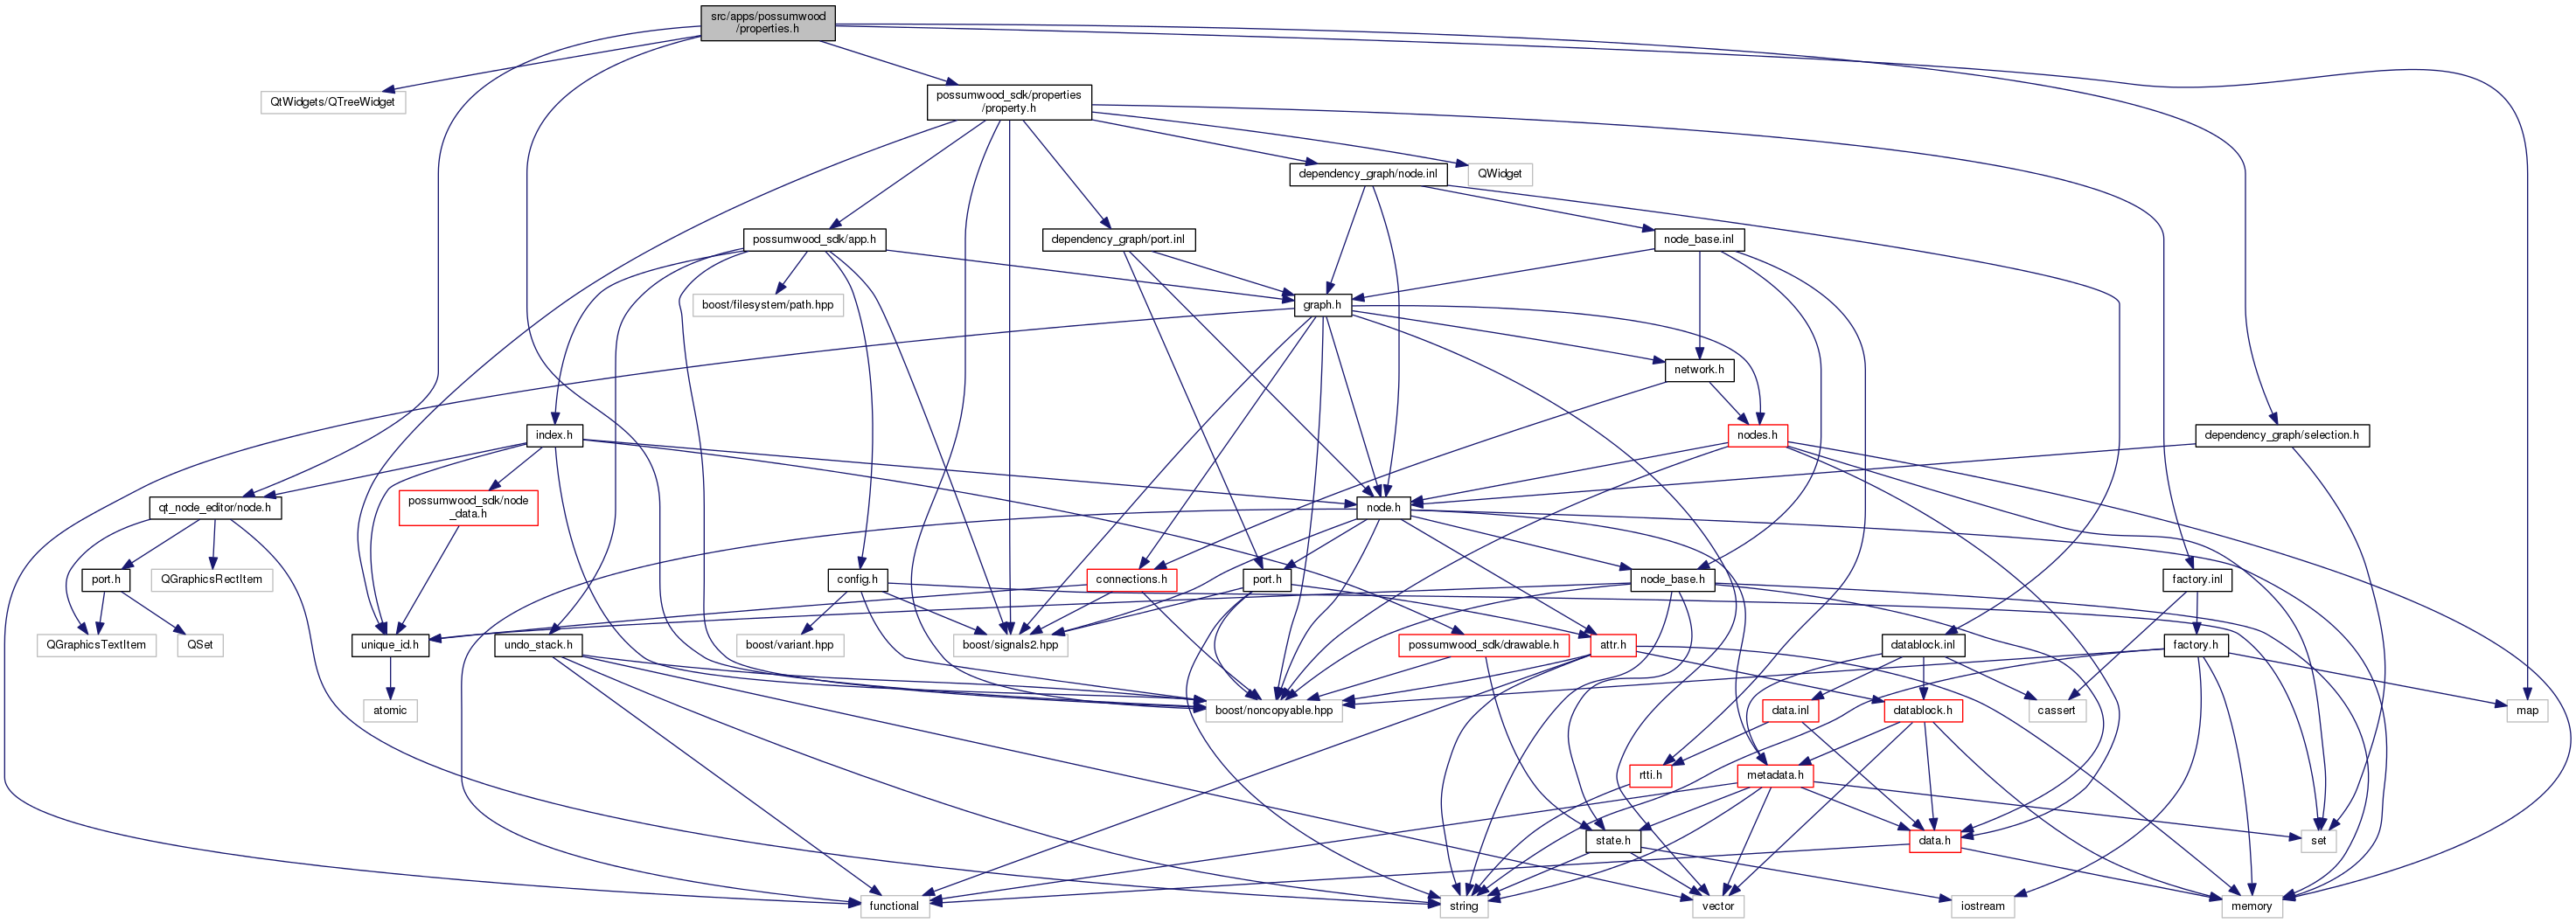 src/apps/possumwood
/properties.h
QtWidgets/QTreeWidget
possumwood_sdk/properties
/property.h
dependency_graph/node.inl
QWidget
possumwood_sdk/app.h
dependency_graph/port.inl
node_base.inl
boost/filesystem/path.hpp
graph.h
network.h
index.h
nodes.h
dependency_graph/selection.h
qt_node_editor/node.h
possumwood_sdk/node
_data.h
node.h
port.h
QGraphicsRectItem
config.h
connections.h
port.h
node_base.h
factory.inl
QGraphicsTextItem
QSet
unique_id.h
undo_stack.h
boost/variant.hpp
boost/signals2.hpp
possumwood_sdk/drawable.h
attr.h
datablock.inl
factory.h
atomic
boost/noncopyable.hpp
data.inl
datablock.h
cassert
map
rtti.h
metadata.h
state.h
data.h
set
functional
string
vector
iostream
memory